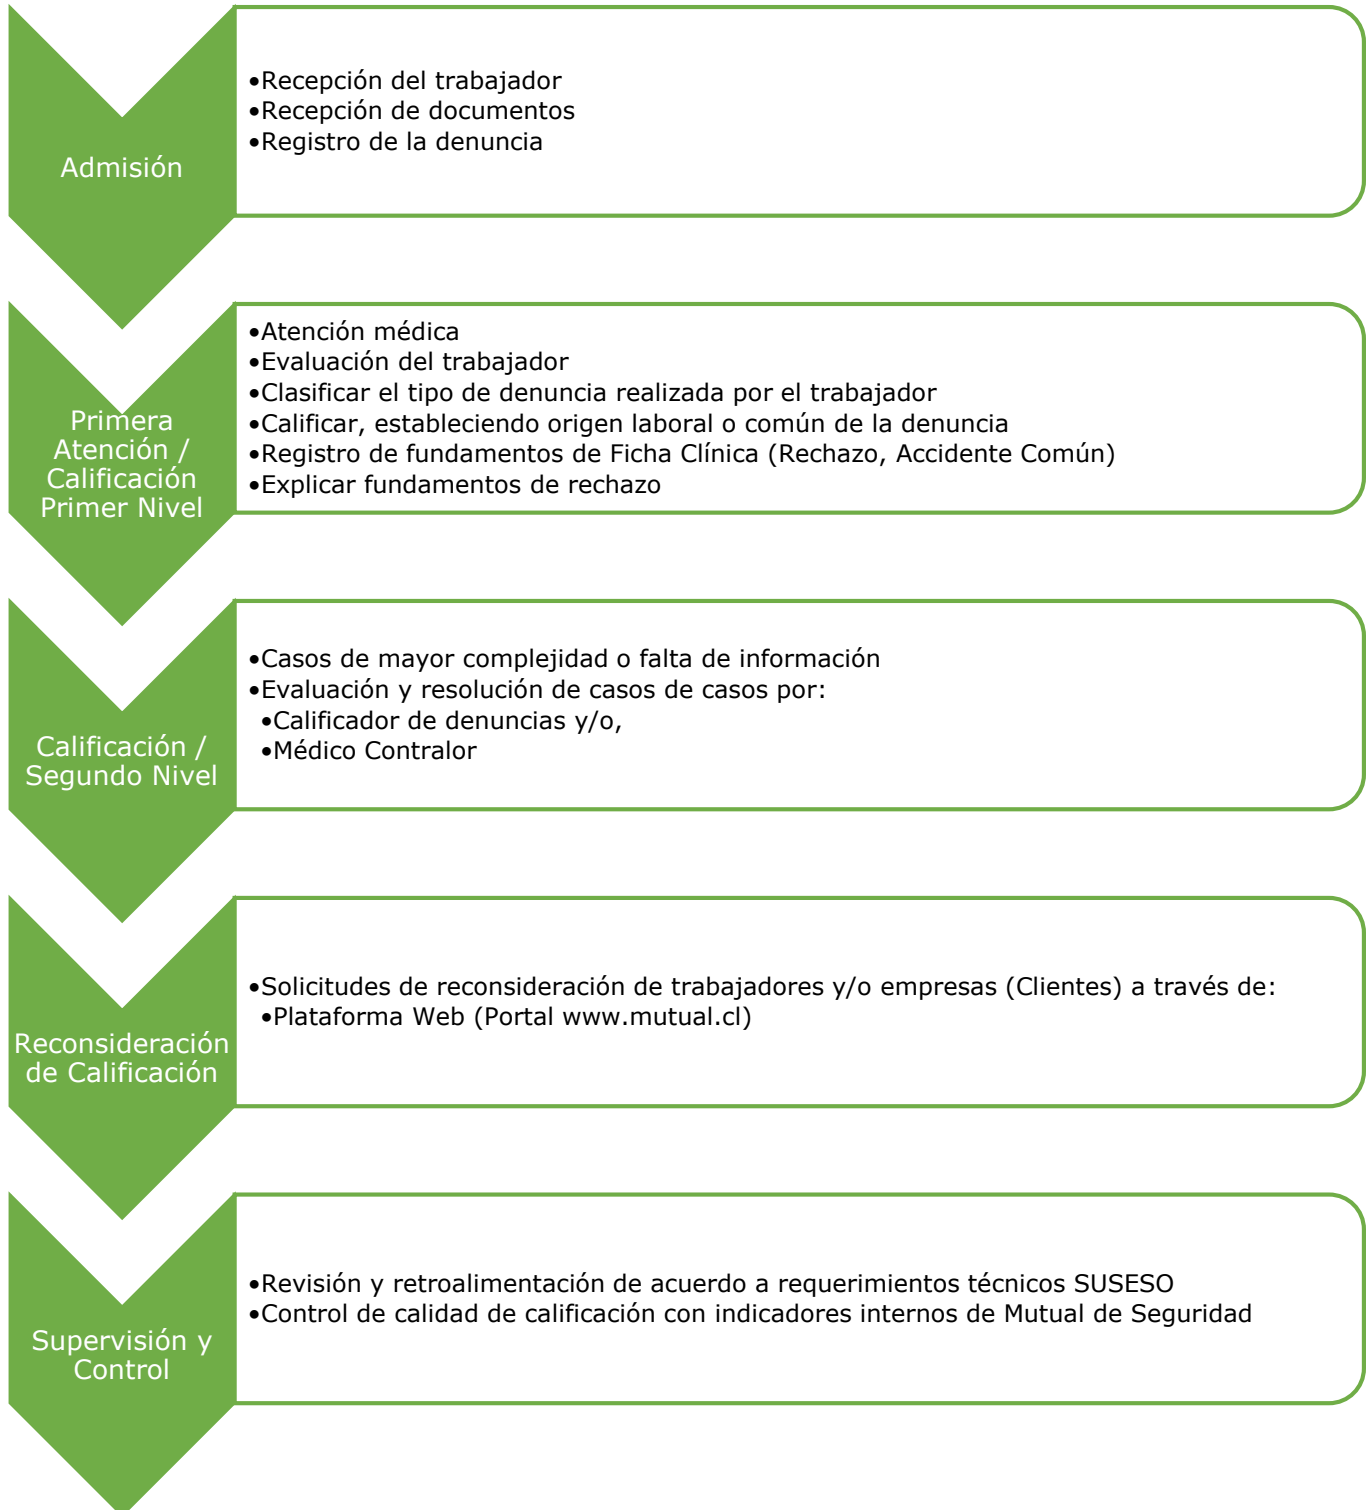 Admisión
•Recepción del trabajador
•Recepción de documentos
•Registro de la denuncia
Primera
Atención /
Calificación
Primer Nivel
•Atención médica
•Evaluación del trabajador
•Clasificar el tipo de denuncia realizada por el trabajador
•Calificar, estableciendo origen laboral o común de la denuncia
•Registro de fundamentos de Ficha Clínica (Rechazo, Accidente Común)
•Explicar fundamentos de rechazo
Calificación /
Segundo Nivel
•Casos de mayor complejidad o falta de información
•Evaluación y resolución de casos de casos por:
•Calificador de denuncias y/o,
•Médico Contralor
Reconsideración
de Calificación
•Solicitudes de reconsideración de trabajadores y/o empresas (Clientes) a través de:
•Plataforma Web (Portal www.mutual.cl)
Supervisión y
Control
•Revisión y retroalimentación de acuerdo a requerimientos técnicos SUSESO
•Control de calidad de calificación con indicadores internos de Mutual de Seguridad